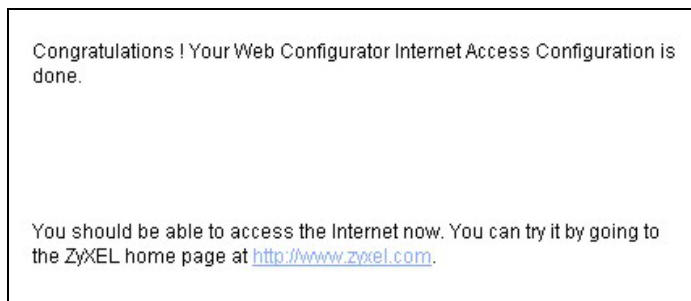 Congratulations ! Your Web Configurator Internet Access Configuration is
done.
You should be able to access the Internet now. You can try it by going to
the ZyXEL home page at http://www.zyxel.com.